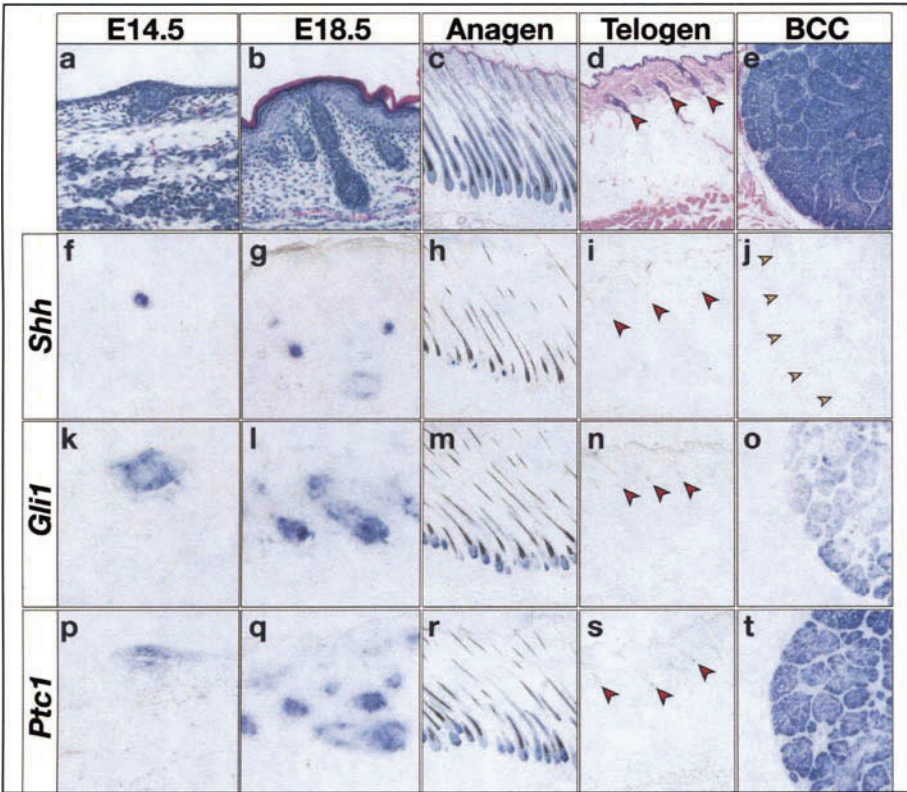 E14.5 E18.5 Anagen Telogen BCC
a b c d e
Shh f g h i j
Gli1 k l m n o
Ptc1 p q r s t